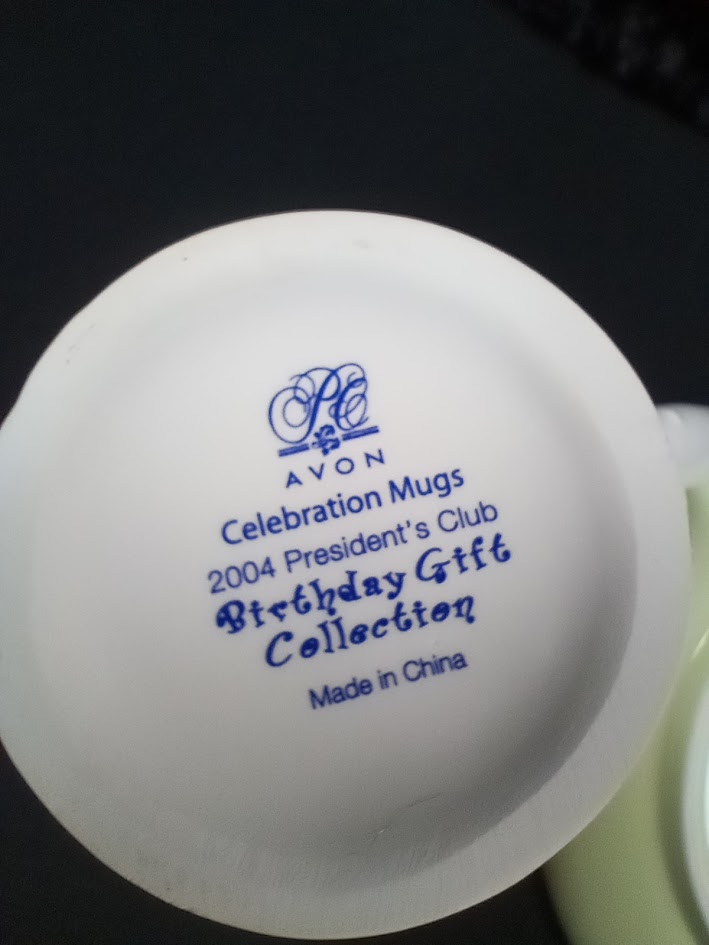 PC
AVON
Celebration Mugs
2004 President's Club
Birthday Gift
Collection
Made in China